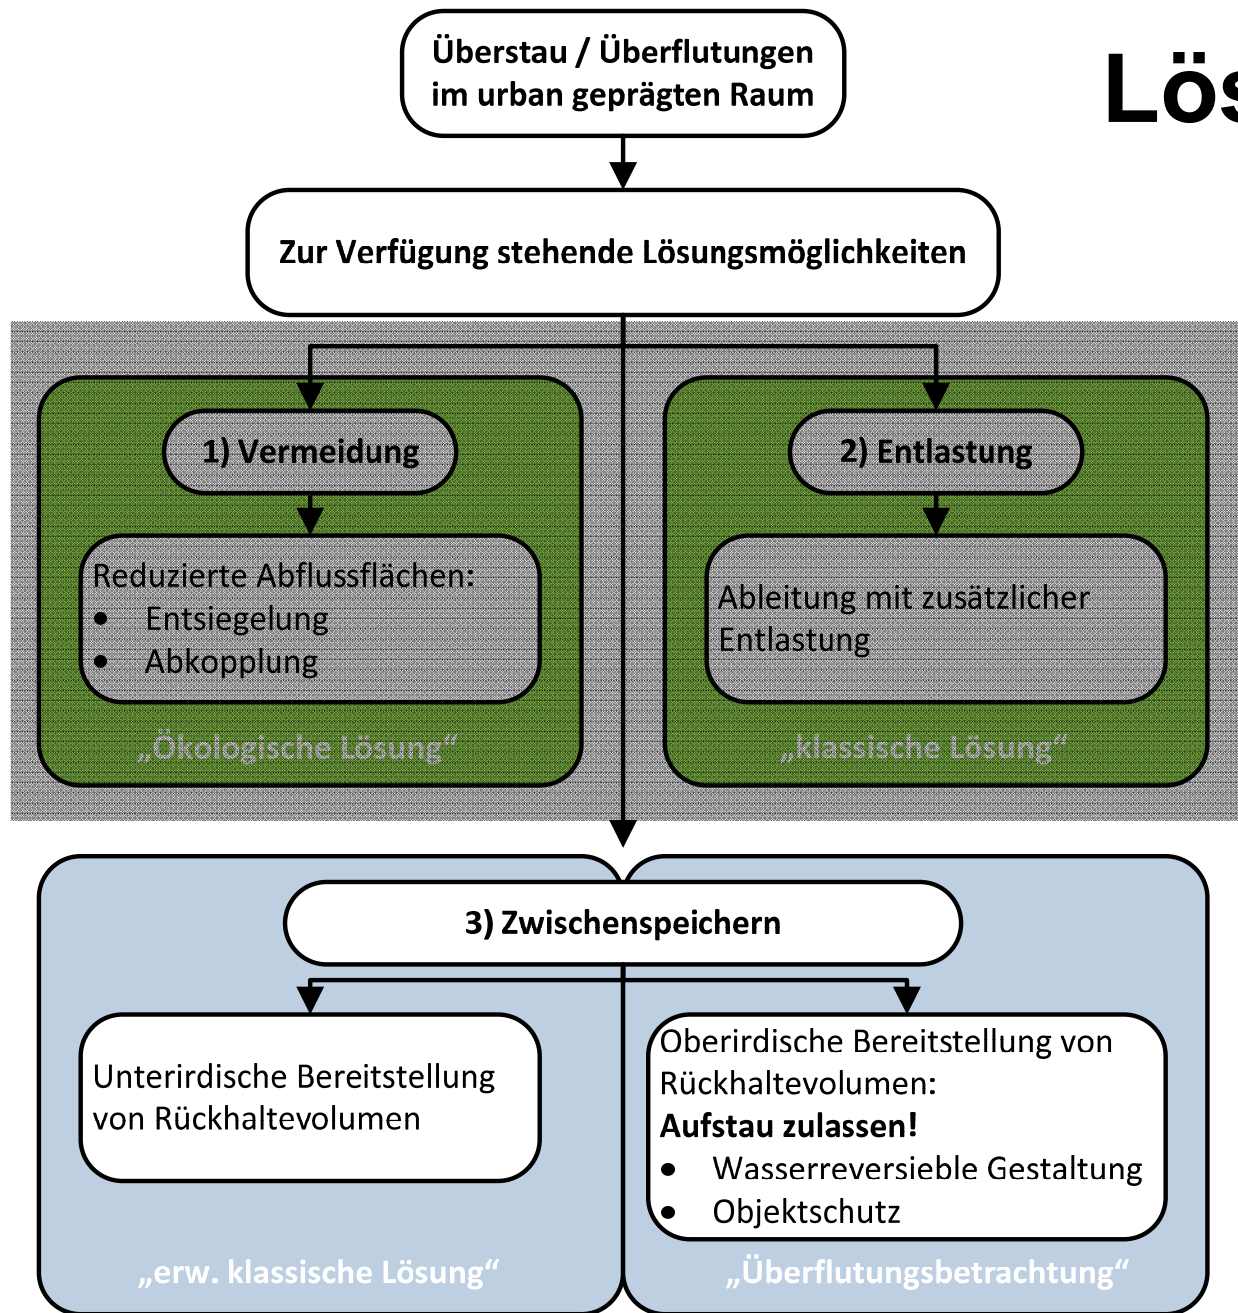 Überstau / Überflutungen
im urban geprägten Raum
Lös
Zur Verfügung stehende Lösungsmöglichkeiten
1) Vermeidung
Reduzierte Abflussflächen:
• Entsiegelung
• Abkopplung
„Ökologische Lösung“
2) Entlastung
Ableitung mit zusätzlicher
Entlastung
„klassische Lösung“
3) Zwischenspeichern
Unterirdische Bereitstellung
von Rückhaltevolumen
„erw. klassische Lösung“
Oberirdische Bereitstellung von
Rückhaltevolumen:
Aufstau zulassen!
• Wasserreversieble Gestaltung
• Objektschutz
„Überflutungsbetrachtung“